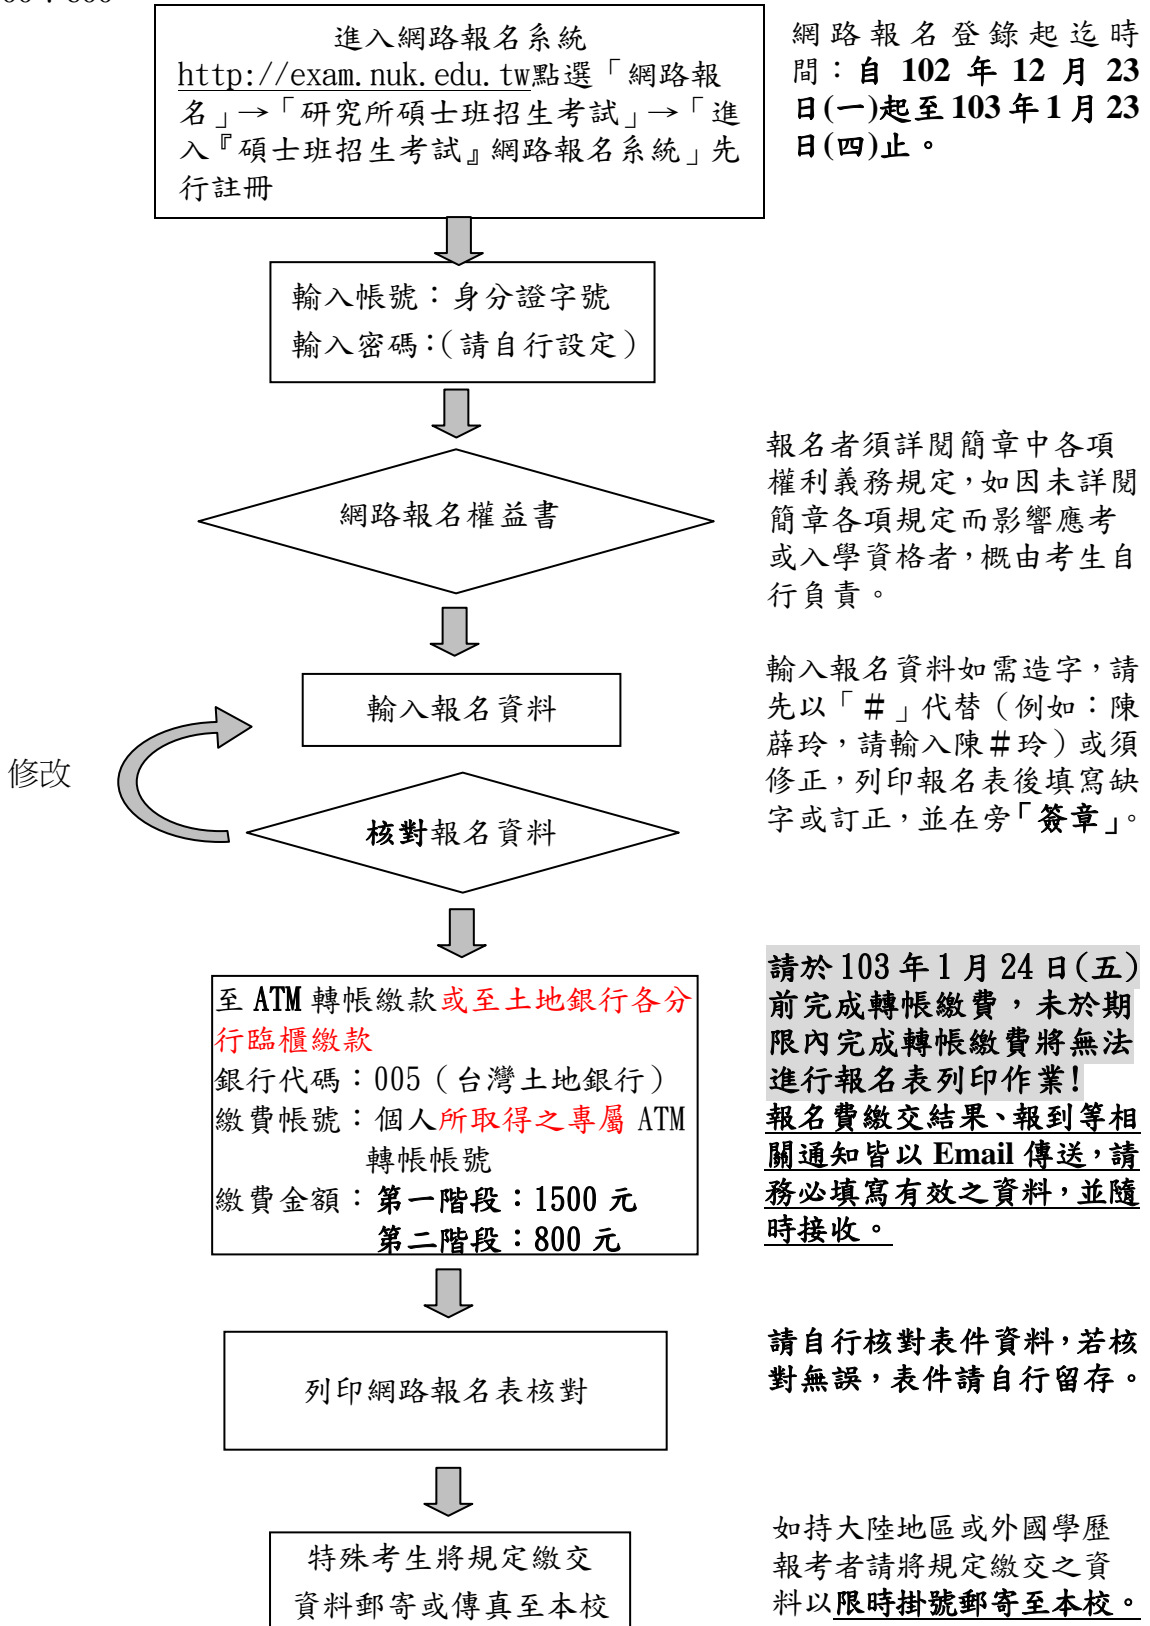 進入網路報名系統
http://exam.nuk.edu.tw點選「網路報
名」→「研究所碩士班招生考試」→「進
入『碩士班招生考試』網路報名系統」先
行註冊
網路報名登錄起迄時
間：自 102 年 12 月 23
日(一)起至 103 年 1 月 23
日(四)止。
輸入帳號：身分證字號
輸入密碼：（請自行設定）
網路報名權益書
報名者須詳閱簡章中各項
權利義務規定，如因未詳閱
簡章各項規定而影響應考
或入學資格者，概由考生自
行負責。
輸入報名資料
輸入報名資料如需造字，請
先以「＃」代替（例如：陳
薛玲，請輸入陳＃玲）或須
修正，列印報名表後填寫缺
字或訂正，並在旁「簽章」。
修改
核對報名資料
至 ATM 轉帳繳款或至土地銀行各分
行臨櫃繳款
銀行代碼：005（台灣土地銀行）
繳費帳號：個人所取得之專屬 ATM
轉帳帳號
繳費金額：第一階段：1500 元
第二階段：800 元
請於 103 年 1 月 24 日(五)
前完成轉帳繳費，未於期
限內完成轉帳繳費將無法
進行報名表列印作業!
報名費繳交結果、報到等相
關通知皆以 Email 傳送，請
務必填寫有效之資料，並隨
時接收。
列印網路報名表核對
請自行核對表件資料，若核
對無誤，表件請自行留存。
特殊考生將規定繳交
資料郵寄或傳真至本校
如持大陸地區或外國學歷
報考者請將規定繳交之資
料以限時掛號郵寄至本校。